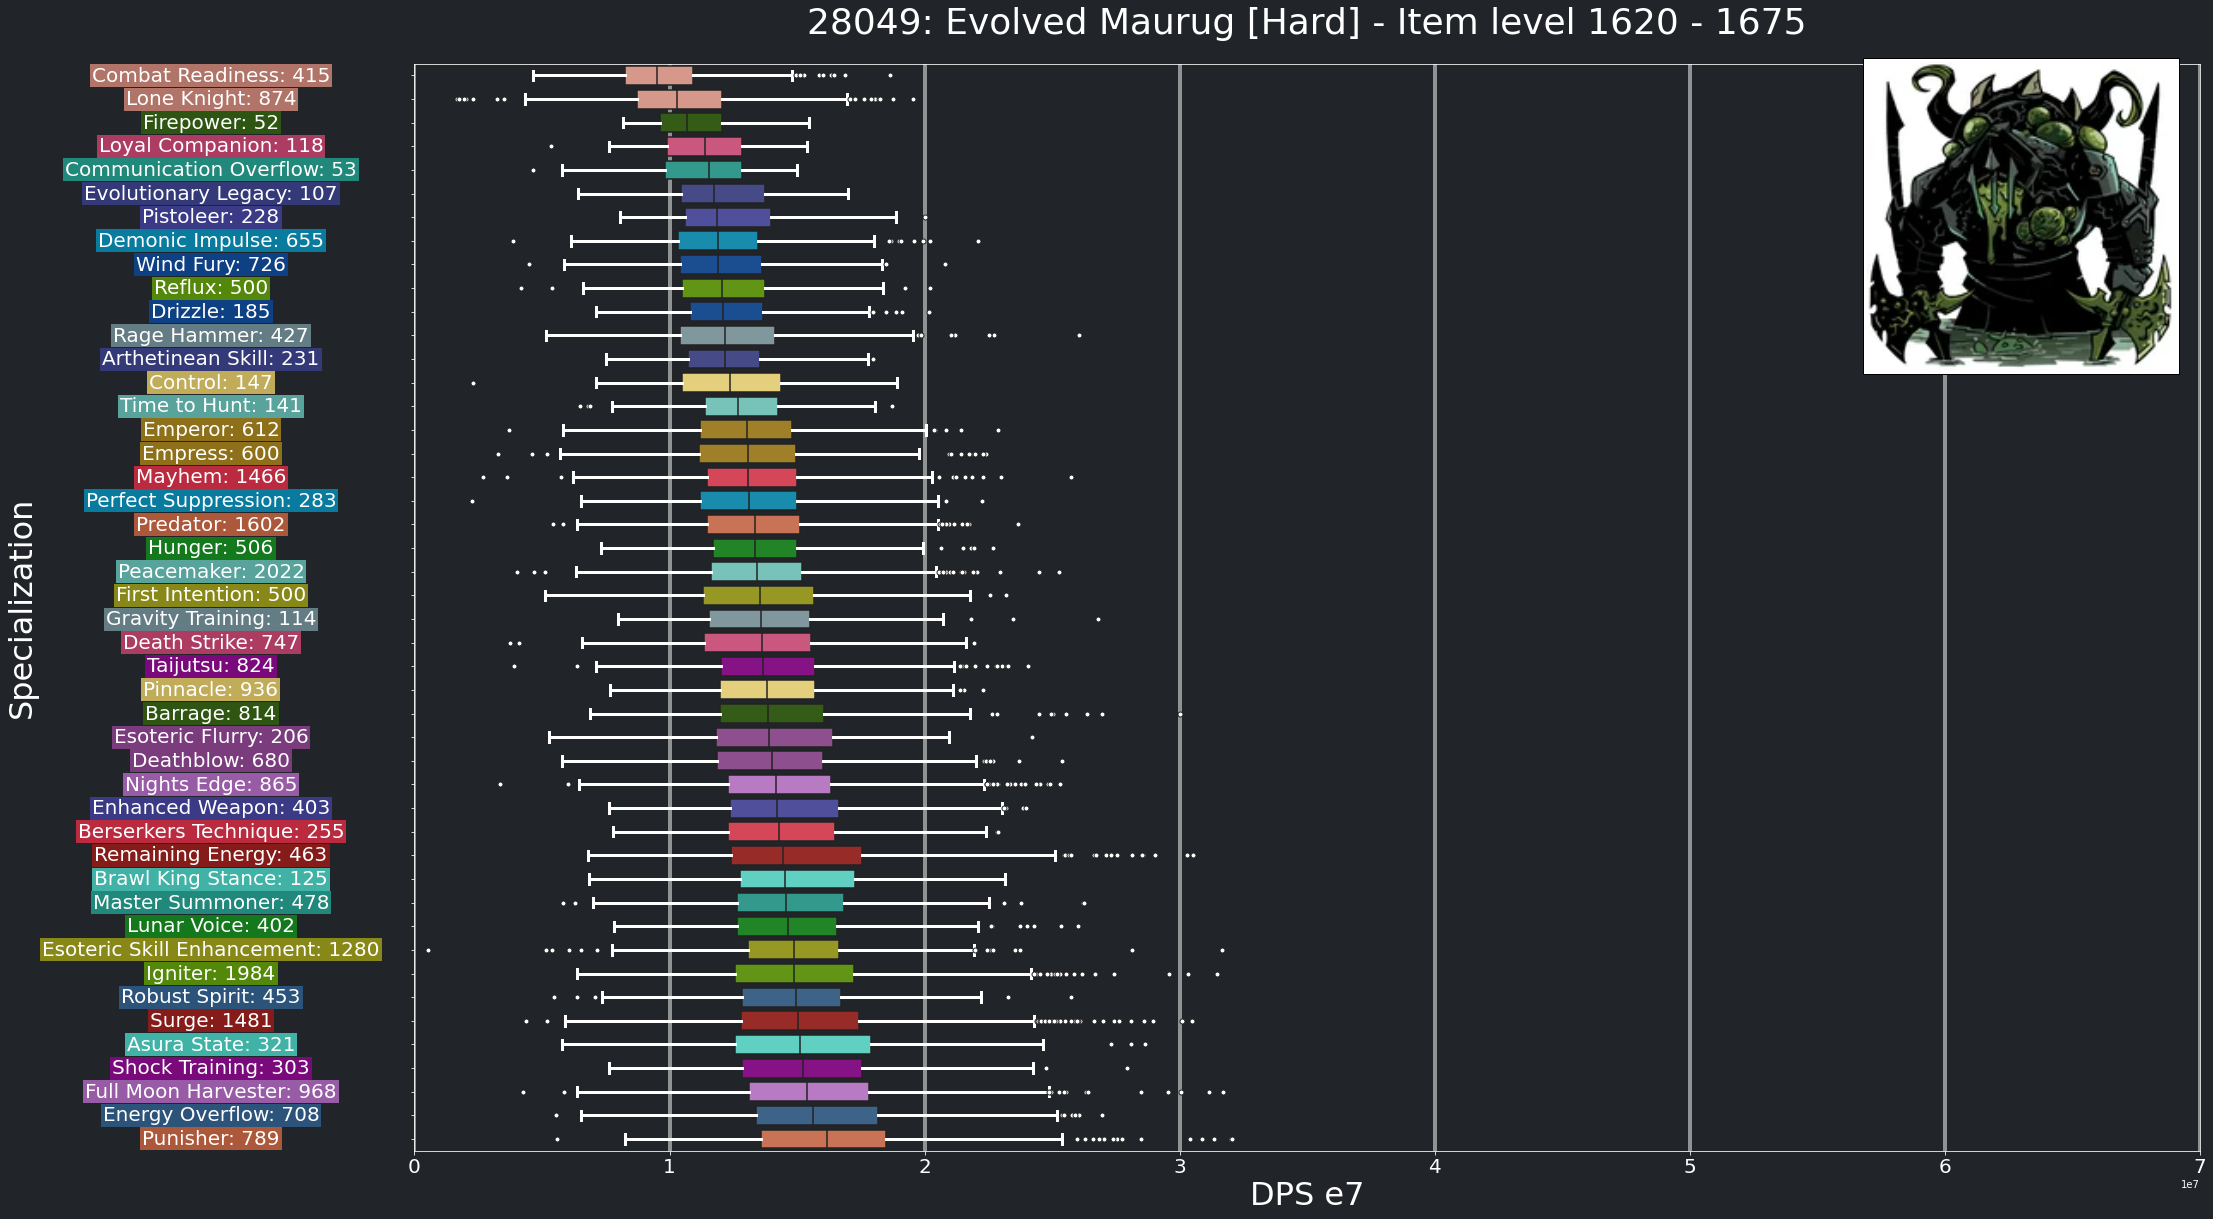 28049: Evolved Maurug [Hard] - Item level 1620 - 1675
Combat Readiness: 415
Lone Knight: 874
Firepower: 52
Loyal Companion: 118
Communication Overflow: 53
Evolutionary Legacy: 107
Pistoleer: 228
Demonic Impulse: 655
Wind Fury: 726
Reflux: 500
Drizzle: 185
Rage Hammer: 427
Arthetinean Skill: 231
Control: 147
Time to Hunt: 141
Emperor: 612
Empress: 600
Mayhem: 1466
Perfect Suppression: 283
Predator: 1602
Hunger: 506
Peacemaker: 2022
First Intention: 500
Gravity Training: 114
Death Strike: 747
Taijutsu: 824
Pinnacle: 936
Barrage: 814
Esoteric Flurry: 206
Deathblow: 680
Nights Edge: 865
Enhanced Weapon: 403
Berserkers Technique: 255
Remaining Energy: 463
Brawl King Stance: 125
Master Summoner: 478
Lunar Voice: 402
Esoteric Skill Enhancement: 1280
Igniter: 1984
Robust Spirit: 453
Surge: 1481
Asura State: 321
Shock Training: 303
Full Moon Harvester: 968
Energy Overflow: 708
Punisher: 789
Specialization
0 1 2 3 4 5 6 7
1e7
DPS e7